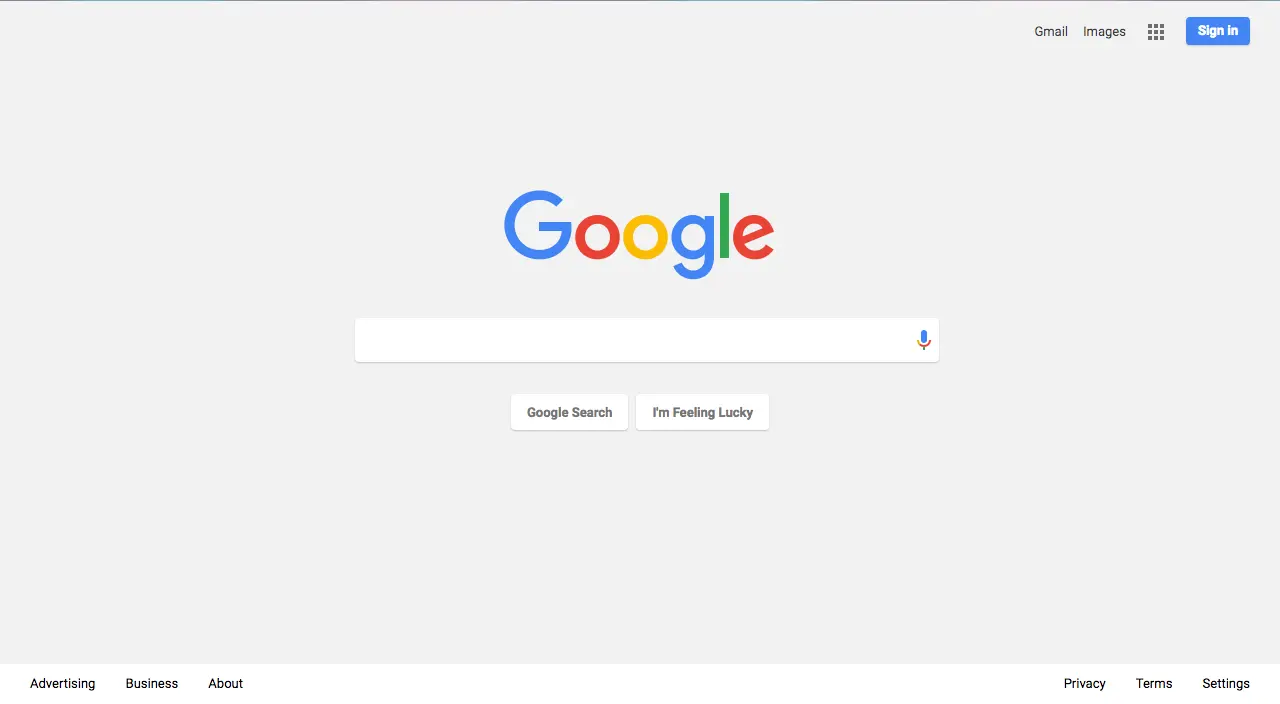 Gmail Images Sign in
Google
Google Search I'm Feeling Lucky
Advertising Business About Privacy Terms Settings